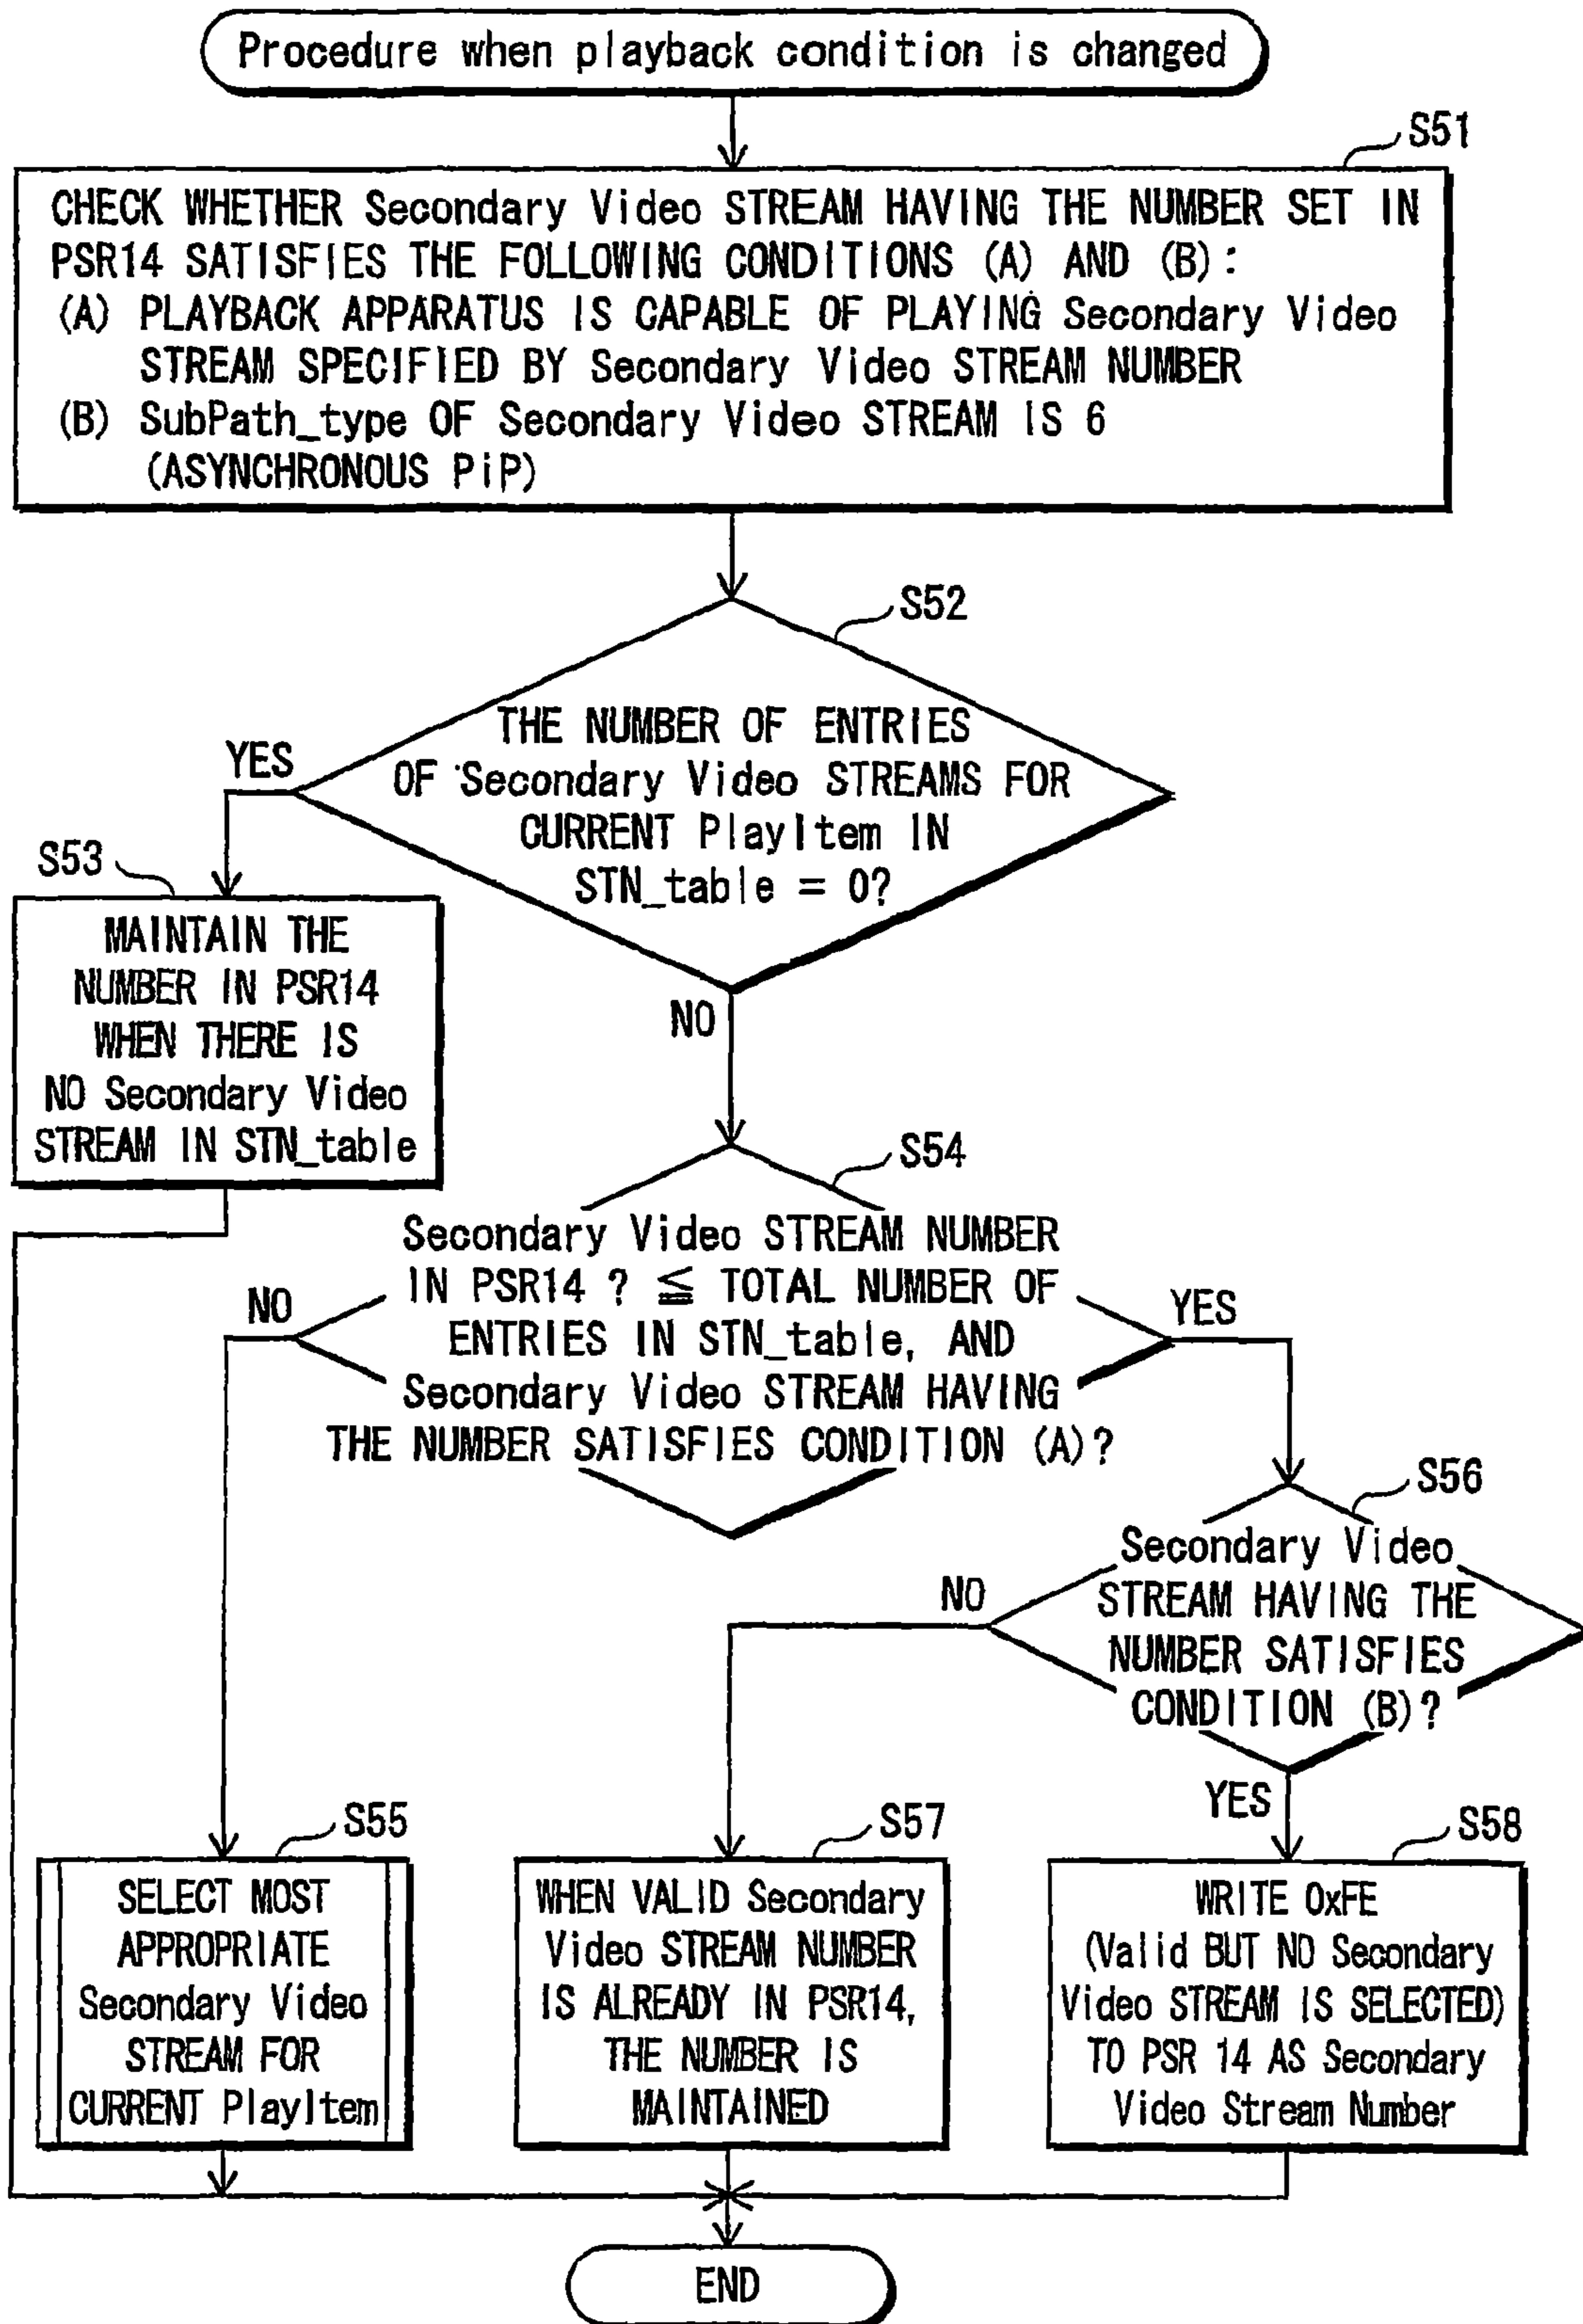 Procedure when playback condition is changed
S51
CHECK WHETHER Secondary Video STREAM HAVING THE NUMBER SET IN
PSR14 SATISFIES THE FOLLOWING CONDITIONS (A) AND (B):
(A) PLAYBACK APPARATUS IS CAPABLE OF PLAYING Secondary Video
STREAM SPECIFIED BY Secondary Video STREAM NUMBER
(B) SubPath_type OF Secondary Video STREAM IS 6
(ASYNCHRONOUS PiP)
S52
THE NUMBER OF ENTRIES
OF Secondary Video STREAMS FOR
CURRENT PlayItem IN
STN_table = 0?
YES
NO
S53
MAINTAIN THE
NUMBER IN PSR14
WHEN THERE IS
NO Secondary Video
STREAM IN STN_table
S54
Secondary Video STREAM NUMBER
IN PSR14 ? ≦ TOTAL NUMBER OF
ENTRIES IN STN_table, AND
Secondary Video STREAM HAVING
THE NUMBER SATISFIES CONDITION (A)?
NO
YES
S56
Secondary Video
STREAM HAVING THE
NUMBER SATISFIES
CONDITION (B)?
NO
YES
S55
SELECT MOST
APPROPRIATE
Secondary Video
STREAM FOR
CURRENT PlayItem
S57
WHEN VALID Secondary
Video STREAM NUMBER
IS ALREADY IN PSR14,
THE NUMBER IS
MAINTAINED
S58
WRITE 0xFE
(Valid BUT NO Secondary
Video STREAM IS SELECTED)
TO PSR 14 AS Secondary
Video Stream Number
END